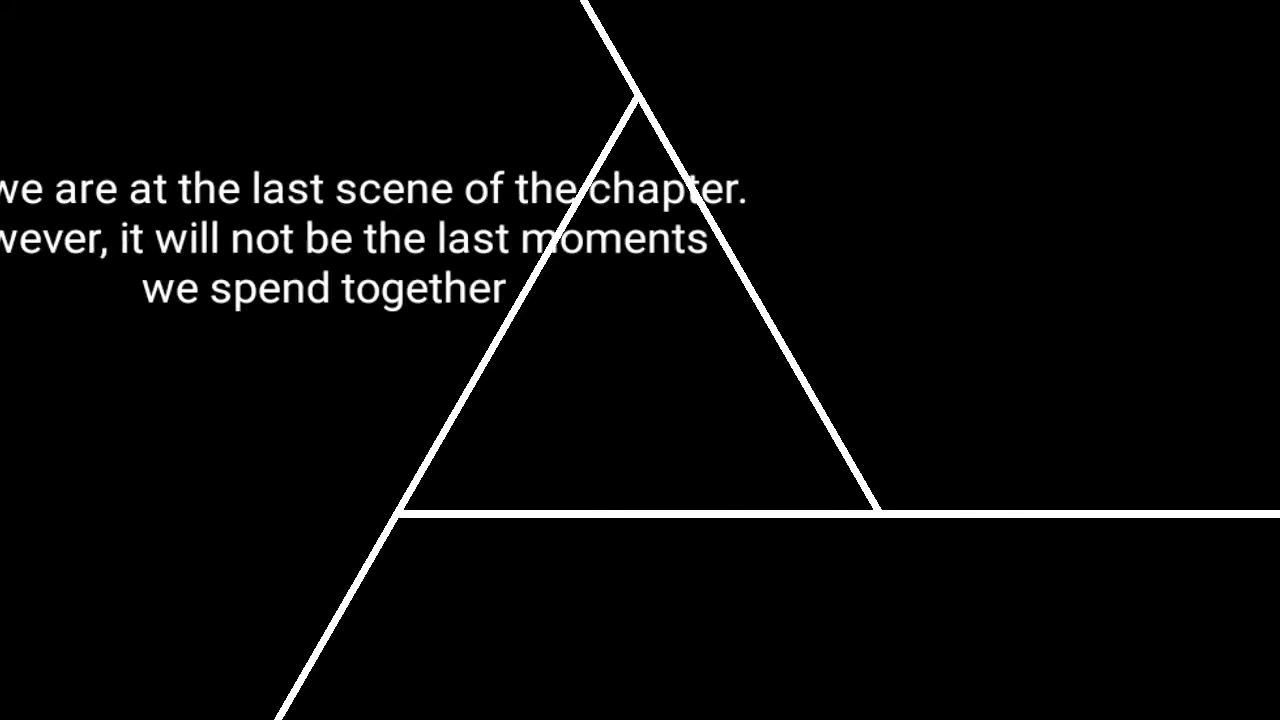 we are at the last scene of the chapter.
wever, it will not be the last moments
we spend together